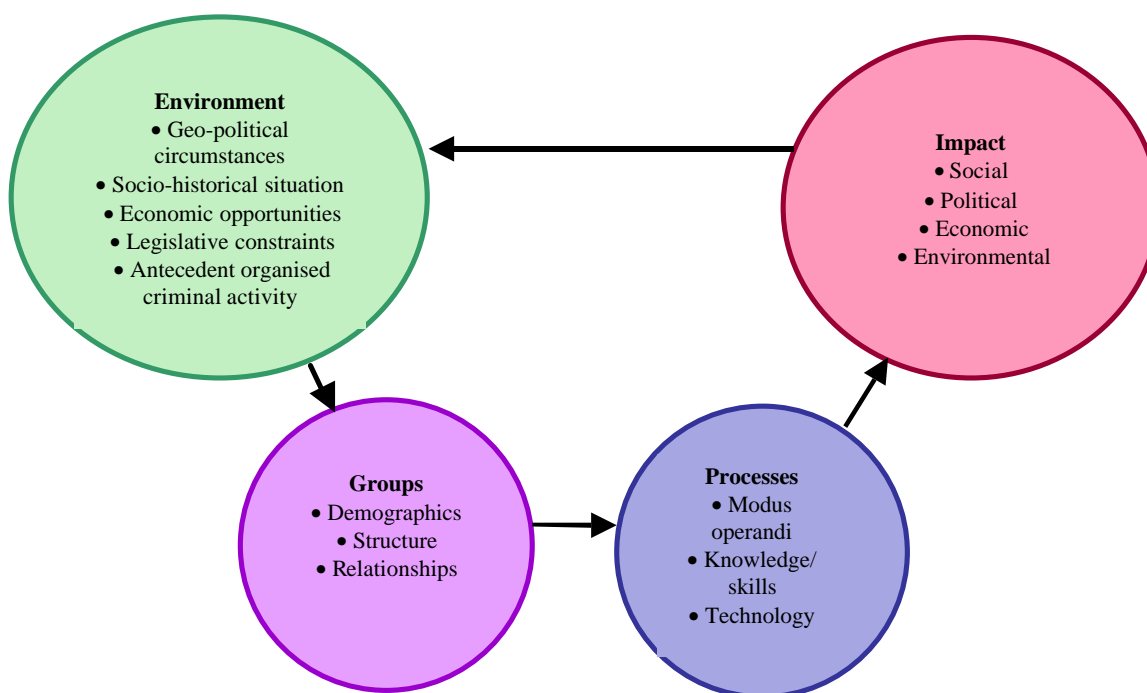 Environment
• Geo-political
circumstances
• Socio-historical situation
• Economic opportunities
• Legislative constraints
• Antecedent organised
criminal activity
Impact
• Social
• Political
• Economic
• Environmental
Groups
• Demographics
• Structure
• Relationships
Processes
• Modus
operandi
• Knowledge/
skills
• Technology